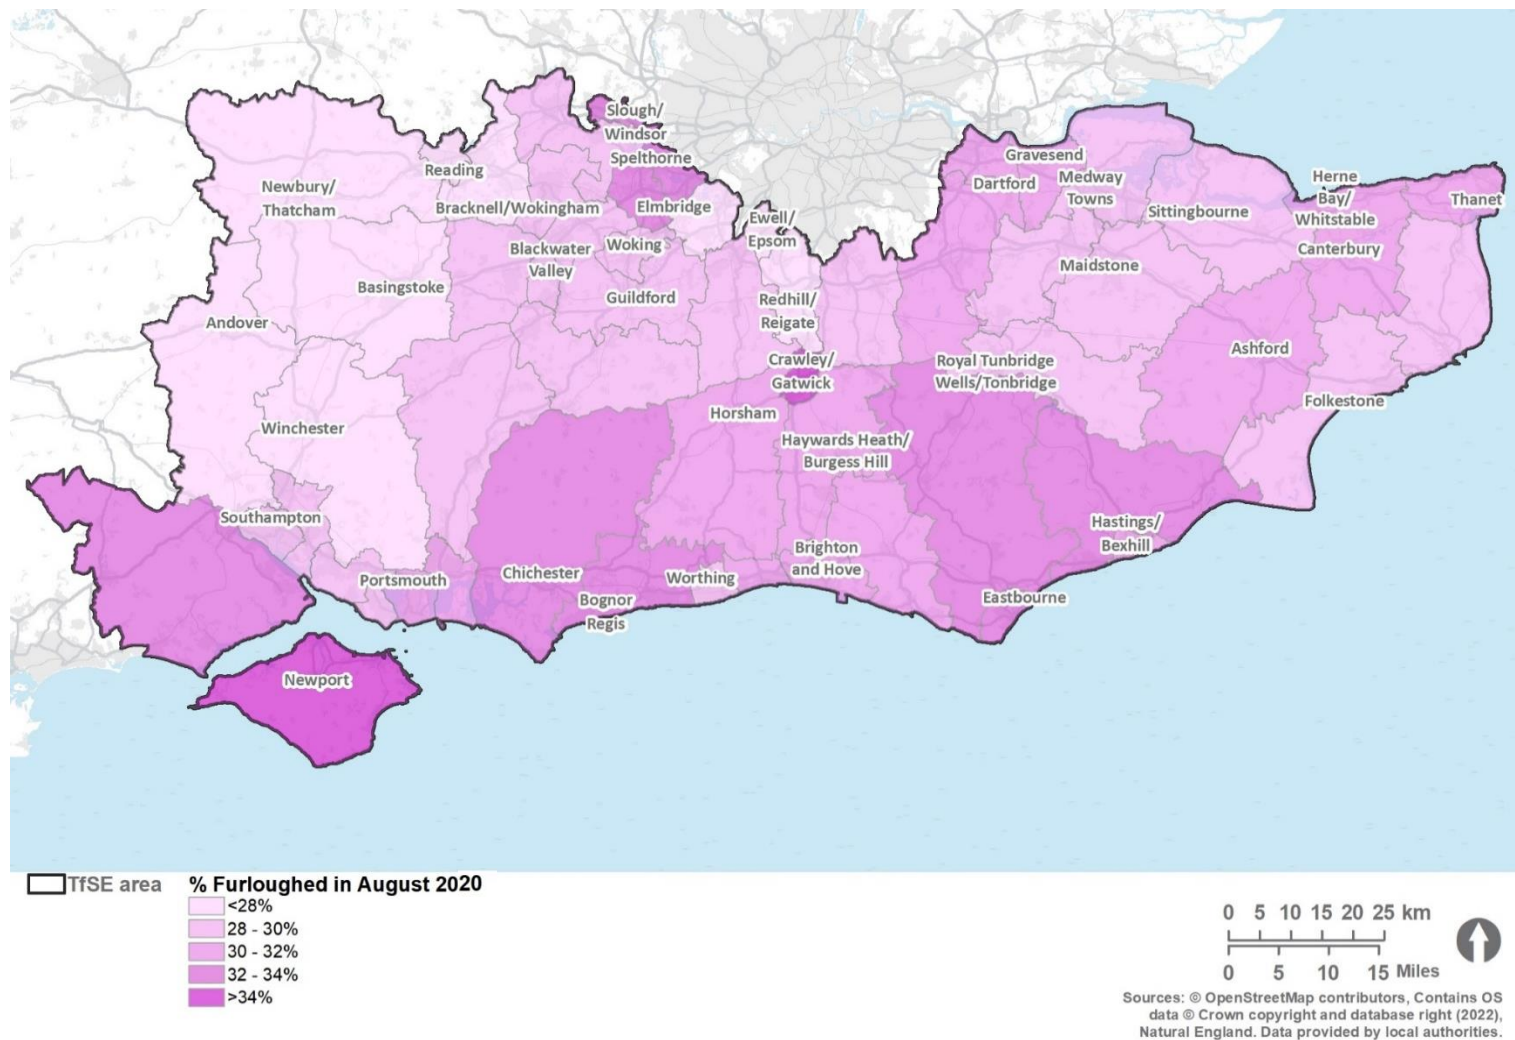 Slough/
Windsor
Spelthorne
Gravesend
Reading
Dartford
Medway
Towns
Herne
Bay/
Whitstable
Thanet
Newbury/
Thatcham
Bracknell/Wokingham
Elmbridge
Ewell/
Epsom
Sittingbourne
Blackwater
Valley
Woking
Canterbury
Maidstone
Basingstoke
Guildford
Redhill/
Reigate
Andover
Crawley/
Gatwick
Royal Tunbridge
Wells/Tonbridge
Ashford
Folkestone
Winchester
Horsham
Haywards Heath/
Burgess Hill
Southampton
Hastings/
Bexhill
Brighton
and Hove
Portsmouth
Chichester
Worthing
Bognor
Regis
Eastbourne
Newport
TfSE area
% Furloughed in August 2020
<28%
28 - 30%
30 - 32%
32 - 34%
>34%
0 5 10 15 20 25 km
0 5 10 15 Miles
Sources: © OpenStreetMap contributors, Contains OS
data © Crown copyright and database right (2022),
Natural England. Data provided by local authorities.